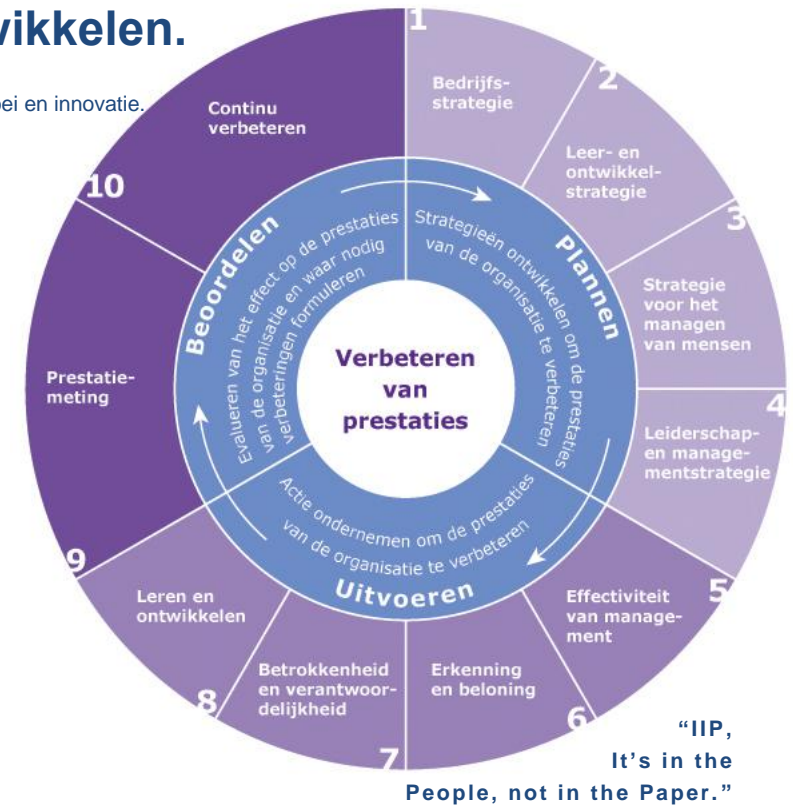 wikkelen.
ei en innovatie.
1
Bedrijfs-
strategie
2
Leer- en
ontwikkel-
strategie
3
Strategie
voor het
managen
van mensen
4
Leiderschap-
en manage-
mentstrategie
5
Effectiviteit
van manage-
ment
6
Erkenning
en beloning
7
Betrokkenheid
en verantwoor-
delijkheid
8
Leren en
ontwikkelen
9
Prestatie-
meting
10
Continu
verbeteren
Plannen
Strategieën ontwikkelen om de prestaties
van de organisatie te verbeteren
Uitvoeren
Actie ondernemen om de prestaties
van de organisatie te verbeteren
Beoordelen
Evalueren van het effect op de prestaties
van de organisatie en waar nodig
verbeteringen formuleren
Verbeteren
van
prestaties
“IIP,
It’s in the
People, not in the Paper.”